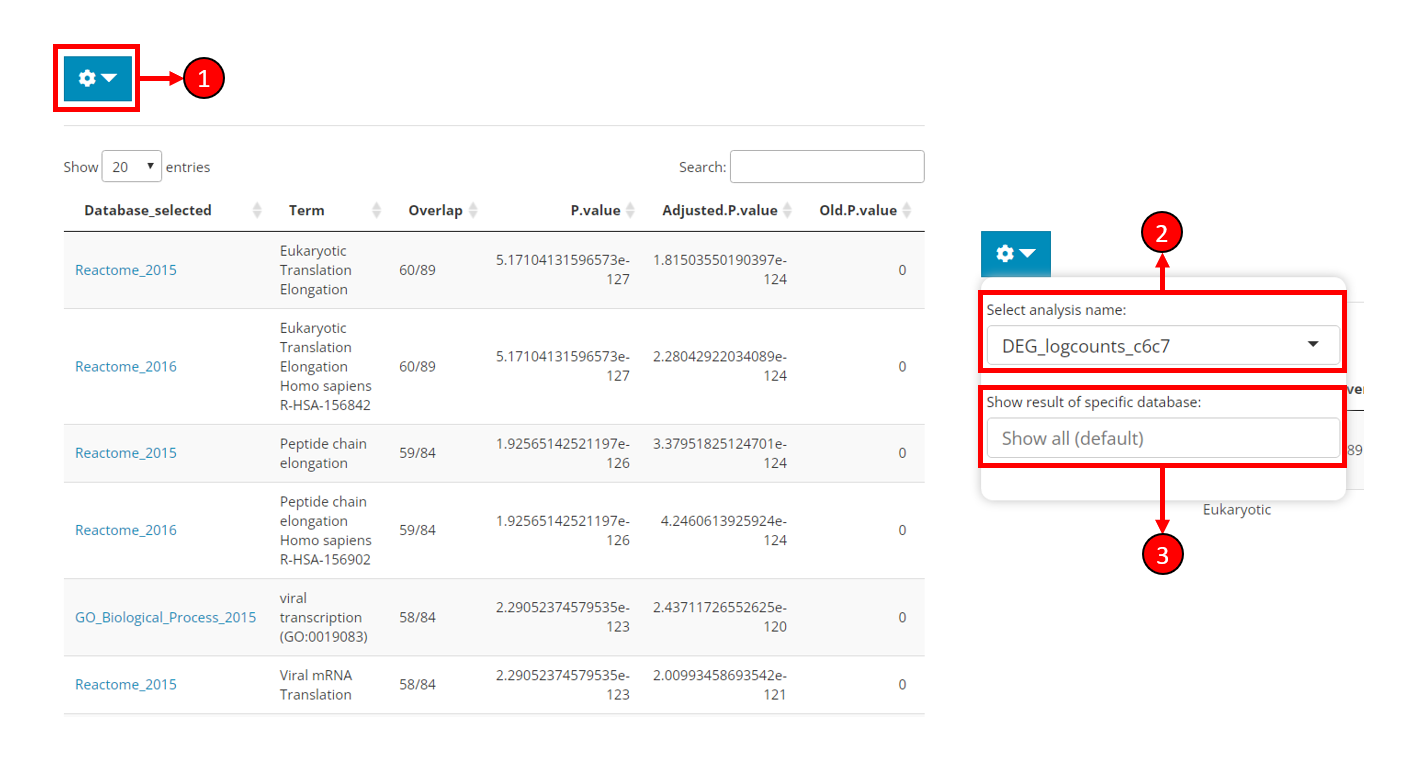 1
Show 20 entries
Search:
Database_selected Term Overlap P.value Adjusted.P.value Old.P.value
Reactome_2015 Eukaryotic Translation Elongation 60/89 5.17104131596573e-127 1.81503550190397e-124 0
Reactome_2016 Eukaryotic Translation Elongation Homo sapiens R-HSA-156842 60/89 5.17104131596573e-127 2.28042922034089e-124 0
Reactome_2015 Peptide chain elongation 59/84 1.92565142521197e-126 3.37951825124701e-124 0
Reactome_2016 Peptide chain elongation Homo sapiens R-HSA-156902 59/84 1.92565142521197e-126 4.2460613925924e-124 0
GO_Biological_Process_2015 viral transcription (GO:0019083) 58/84 2.29052374579535e-123 2.43711726552625e-120 0
Reactome_2015 Viral mRNA Translation 58/84 2.29052374579535e-123 2.00993458693542e-121 0
2
Select analysis name:
DEG_logcounts_c6c7
Show result of specific database:
ver
Show all (default)
89
Eukaryotic
3